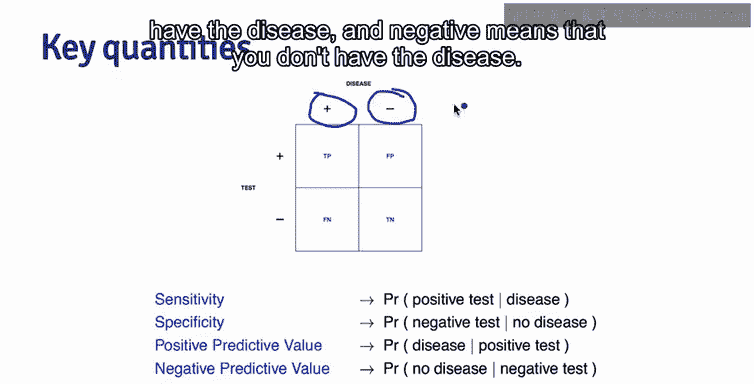 have the disease, and negative means that
you don't have the disease.
Key quantities
DISEASE
+ −
+ TP FP
TEST
− FN TN
Sensitivity → Pr ( positive test | disease )
Specificity → Pr ( negative test | no disease )
Positive Predictive Value → Pr ( disease | positive test )
Negative Predictive Value → Pr ( no disease | negative test )